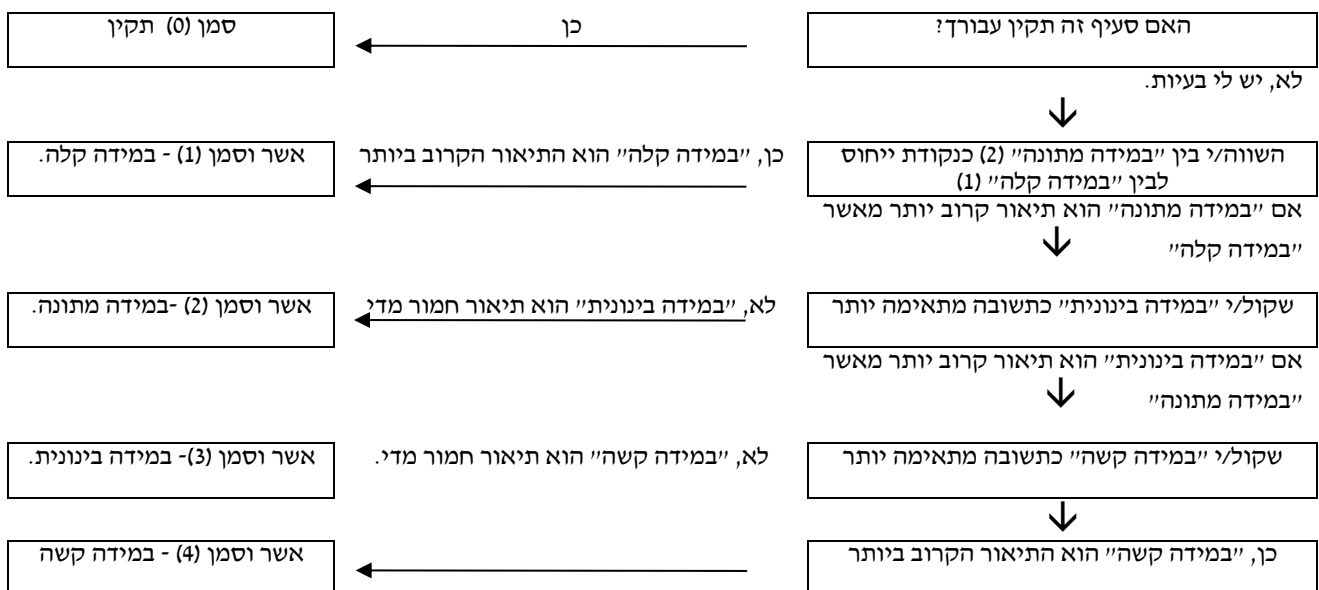 האם סעיף זה תקין עבורך?
כן
סמן (0) תקין
לא, יש לי בעיות.
השווה/י בין "במידה מתונה" (2) כנקודת ייחוס
לבין "במידה קלה" (1)
כן, "במידה קלה" הוא התיאור הקרוב ביותר
אשר וסמן (1) - במידה קלה.
אם "במידה מתונה" הוא תיאור קרוב יותר מאשר
"במידה קלה"
שקול/י "במידה בינונית" כתשובה מתאימה יותר
לא, "במידה בינונית" הוא תיאור חמור מדי
אשר וסמן (2) -במידה מתונה.
אם "במידה בינונית" הוא תיאור קרוב יותר מאשר
"במידה מתונה"
שקול/י "במידה קשה" כתשובה מתאימה יותר
לא, "במידה קשה" הוא תיאור חמור מדי.
אשר וסמן (3)- במידה בינונית.
כן, "במידה קשה" הוא התיאור הקרוב ביותר
אשר וסמן (4) - במידה קשה